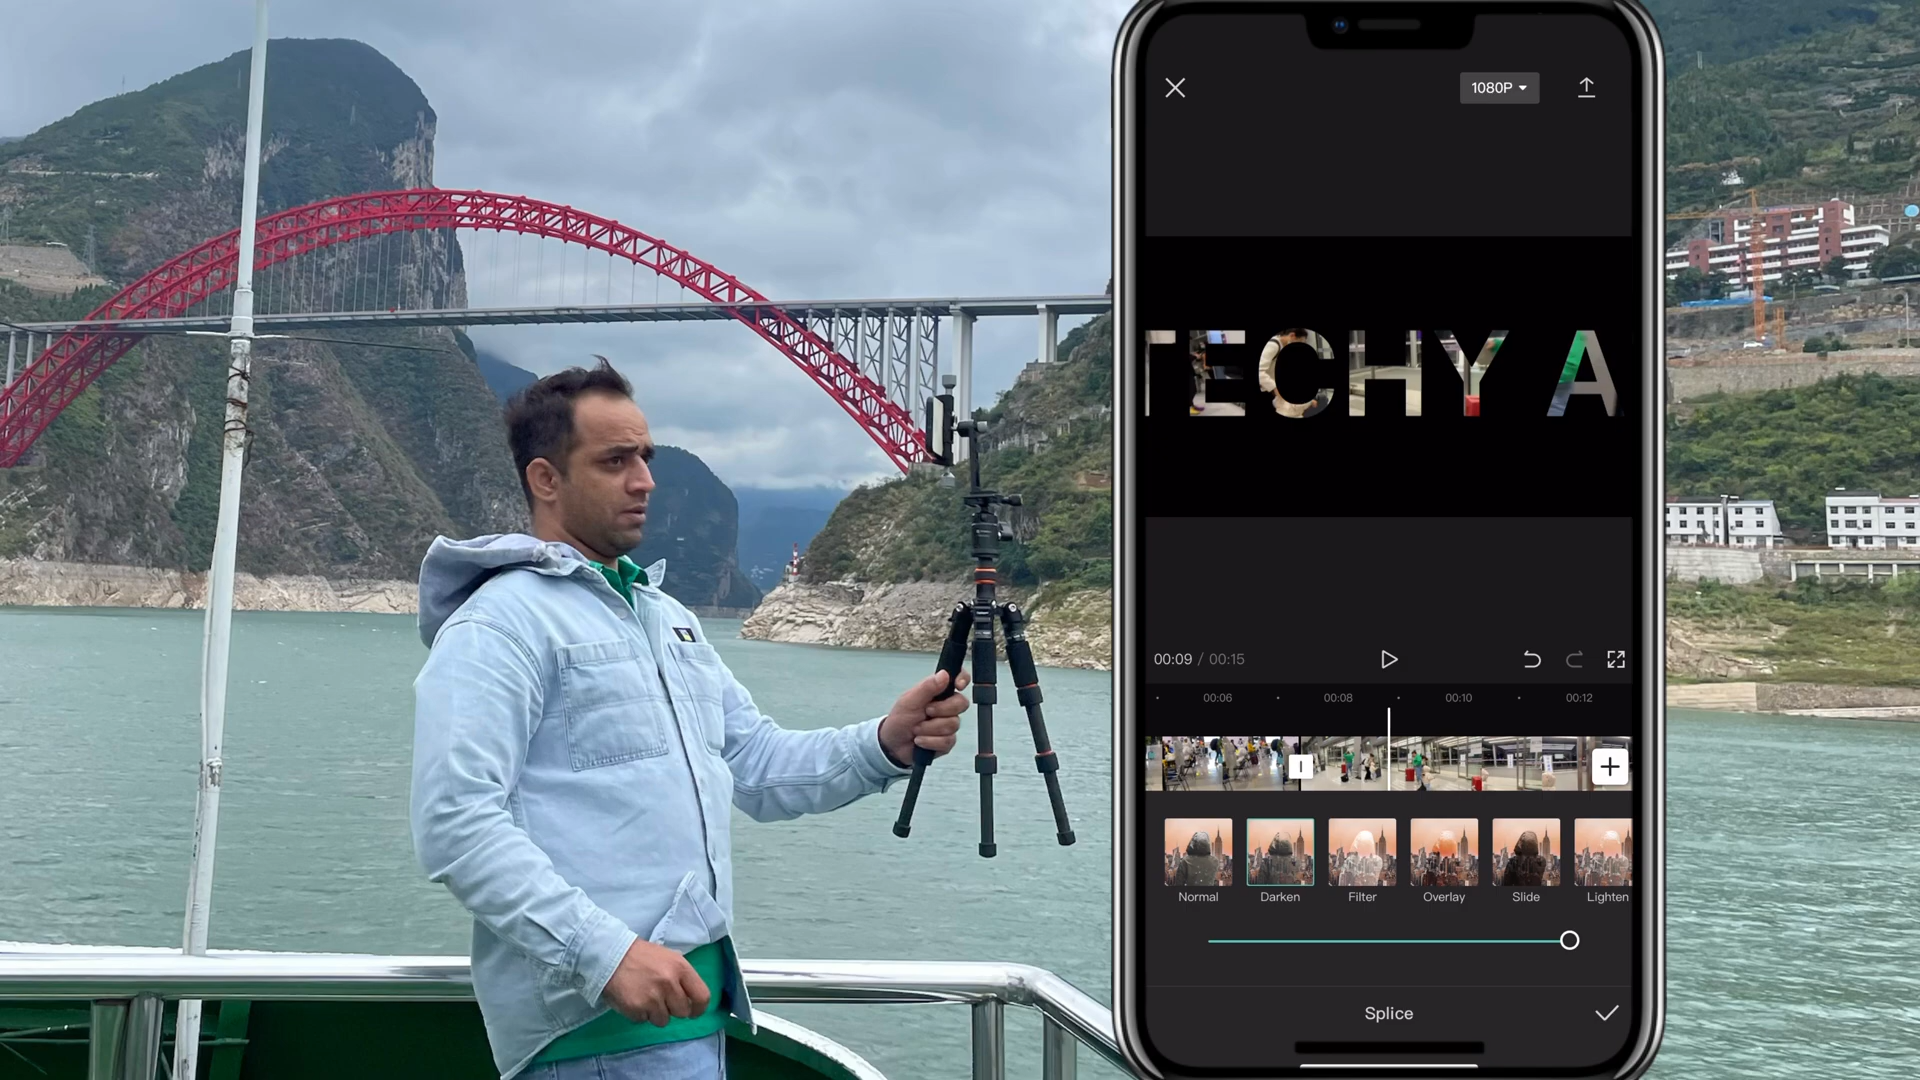 1080P
TECHY A
00:09 / 00:15
00:06 00:08 00:10 00:12
Normal Darken Filter Overlay Slide Lighten
Splice